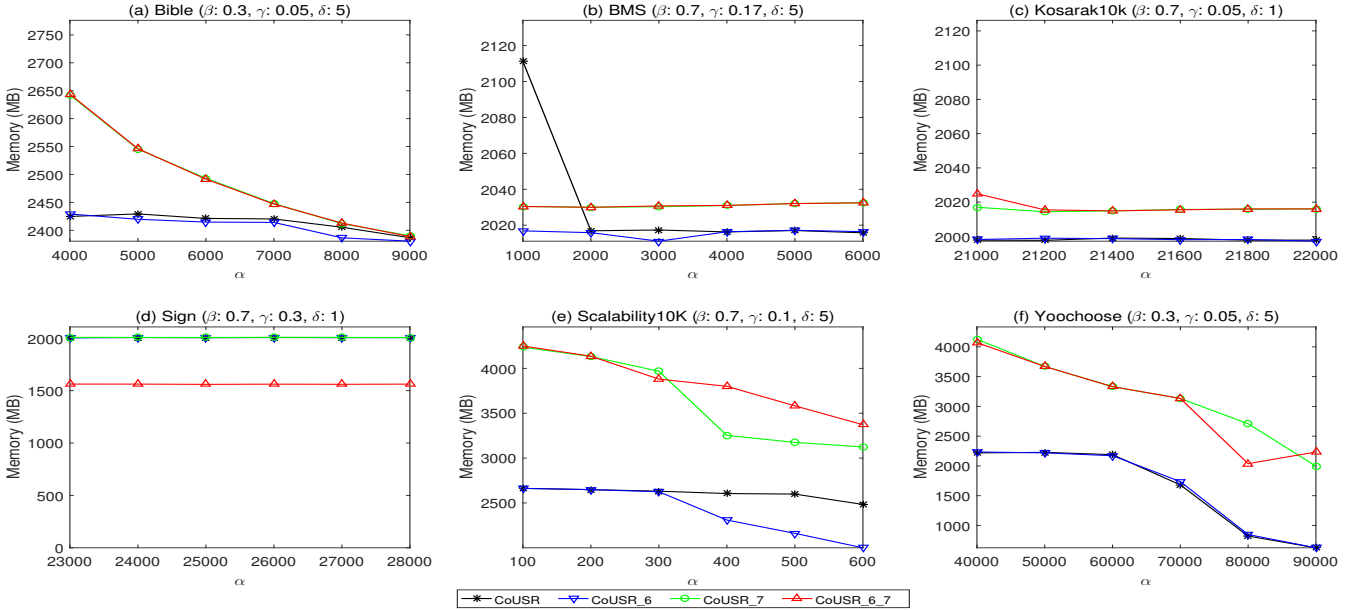 (a) Bible (β: 0.3, γ: 0.05, δ: 5)
Memory (MB)
2750
2700
2650
2600
2550
2500
2450
2400
4000 5000 6000 7000 8000 9000
α
(b) BMS (β: 0.7, γ: 0.17, δ: 5)
Memory (MB)
2120
2100
2080
2060
2040
2020
1000 2000 3000 4000 5000 6000
α
(c) Kosarak10k (β: 0.7, γ: 0.05, δ: 1)
Memory (MB)
2120
2100
2080
2060
2040
2020
2000
21000 21200 21400 21600 21800 22000
α
(d) Sign (β: 0.7, γ: 0.3, δ: 1)
Memory (MB)
2000
1500
1000
500
0
23000 24000 25000 26000 27000 28000
α
(e) Scalability10K (β: 0.7, γ: 0.1, δ: 5)
Memory (MB)
4000
3500
3000
2500
100 200 300 400 500 600
α
(f) Yoochoose (β: 0.3, γ: 0.05, δ: 5)
Memory (MB)
4000
3500
3000
2500
2000
1500
1000
40000 50000 60000 70000 80000 90000
α
CoUSR CoUSR_6 CoUSR_7 CoUSR_6_7